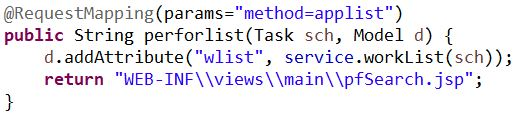 @RequestMapping(params="method=applist")
public String perforlist(Task sch, Model d) {
    d.addAttribute("wlist", service.workList(sch));
    return "WEB-INF\\views\\main\\pfSearch.jsp";
}